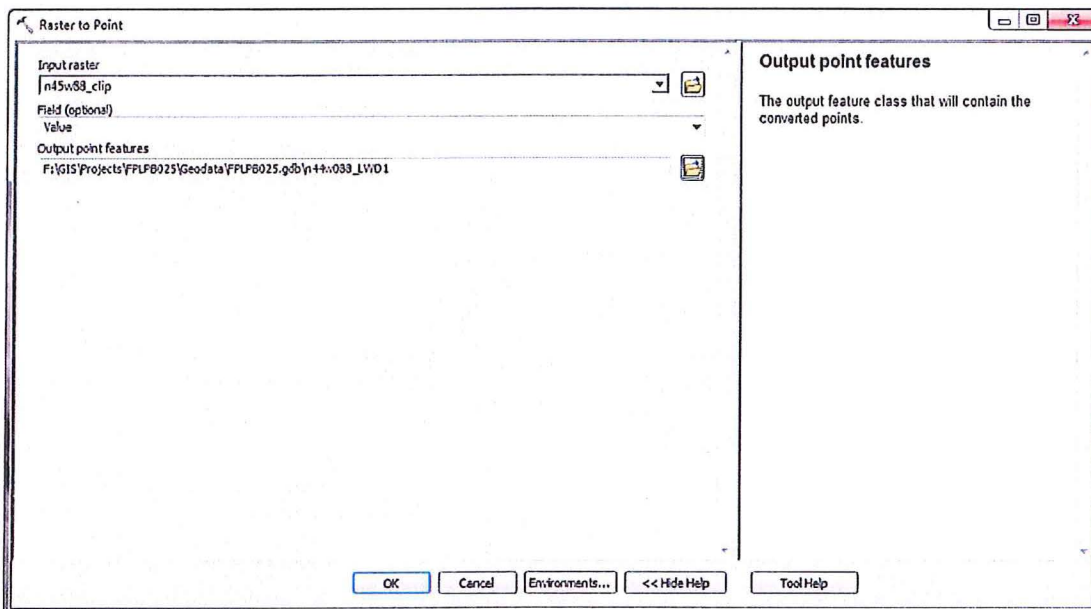 Raster to Point
Input raster
n45w88_clip
Field (optional)
Value
Output point features
F:\GIS\Projects\FPLPB025\Geodata\FPLPB025.gdb\n44w088_LWD1
Output point features
The output feature class that will contain the
converted points.
OK
Cancel
Environments...
<< Hide Help
Tool Help